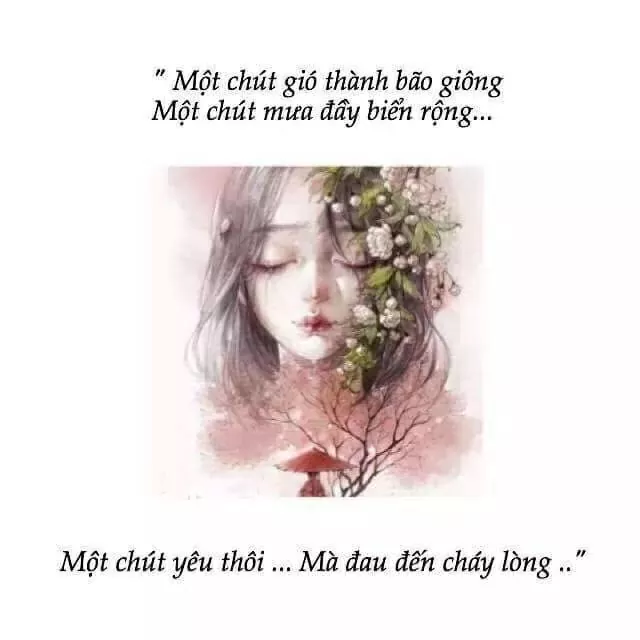 " Một chút gió thành bão giông
Một chút mưa đầy biển rộng...
Một chút yêu thôi ... Mà đau đến cháy lòng .."